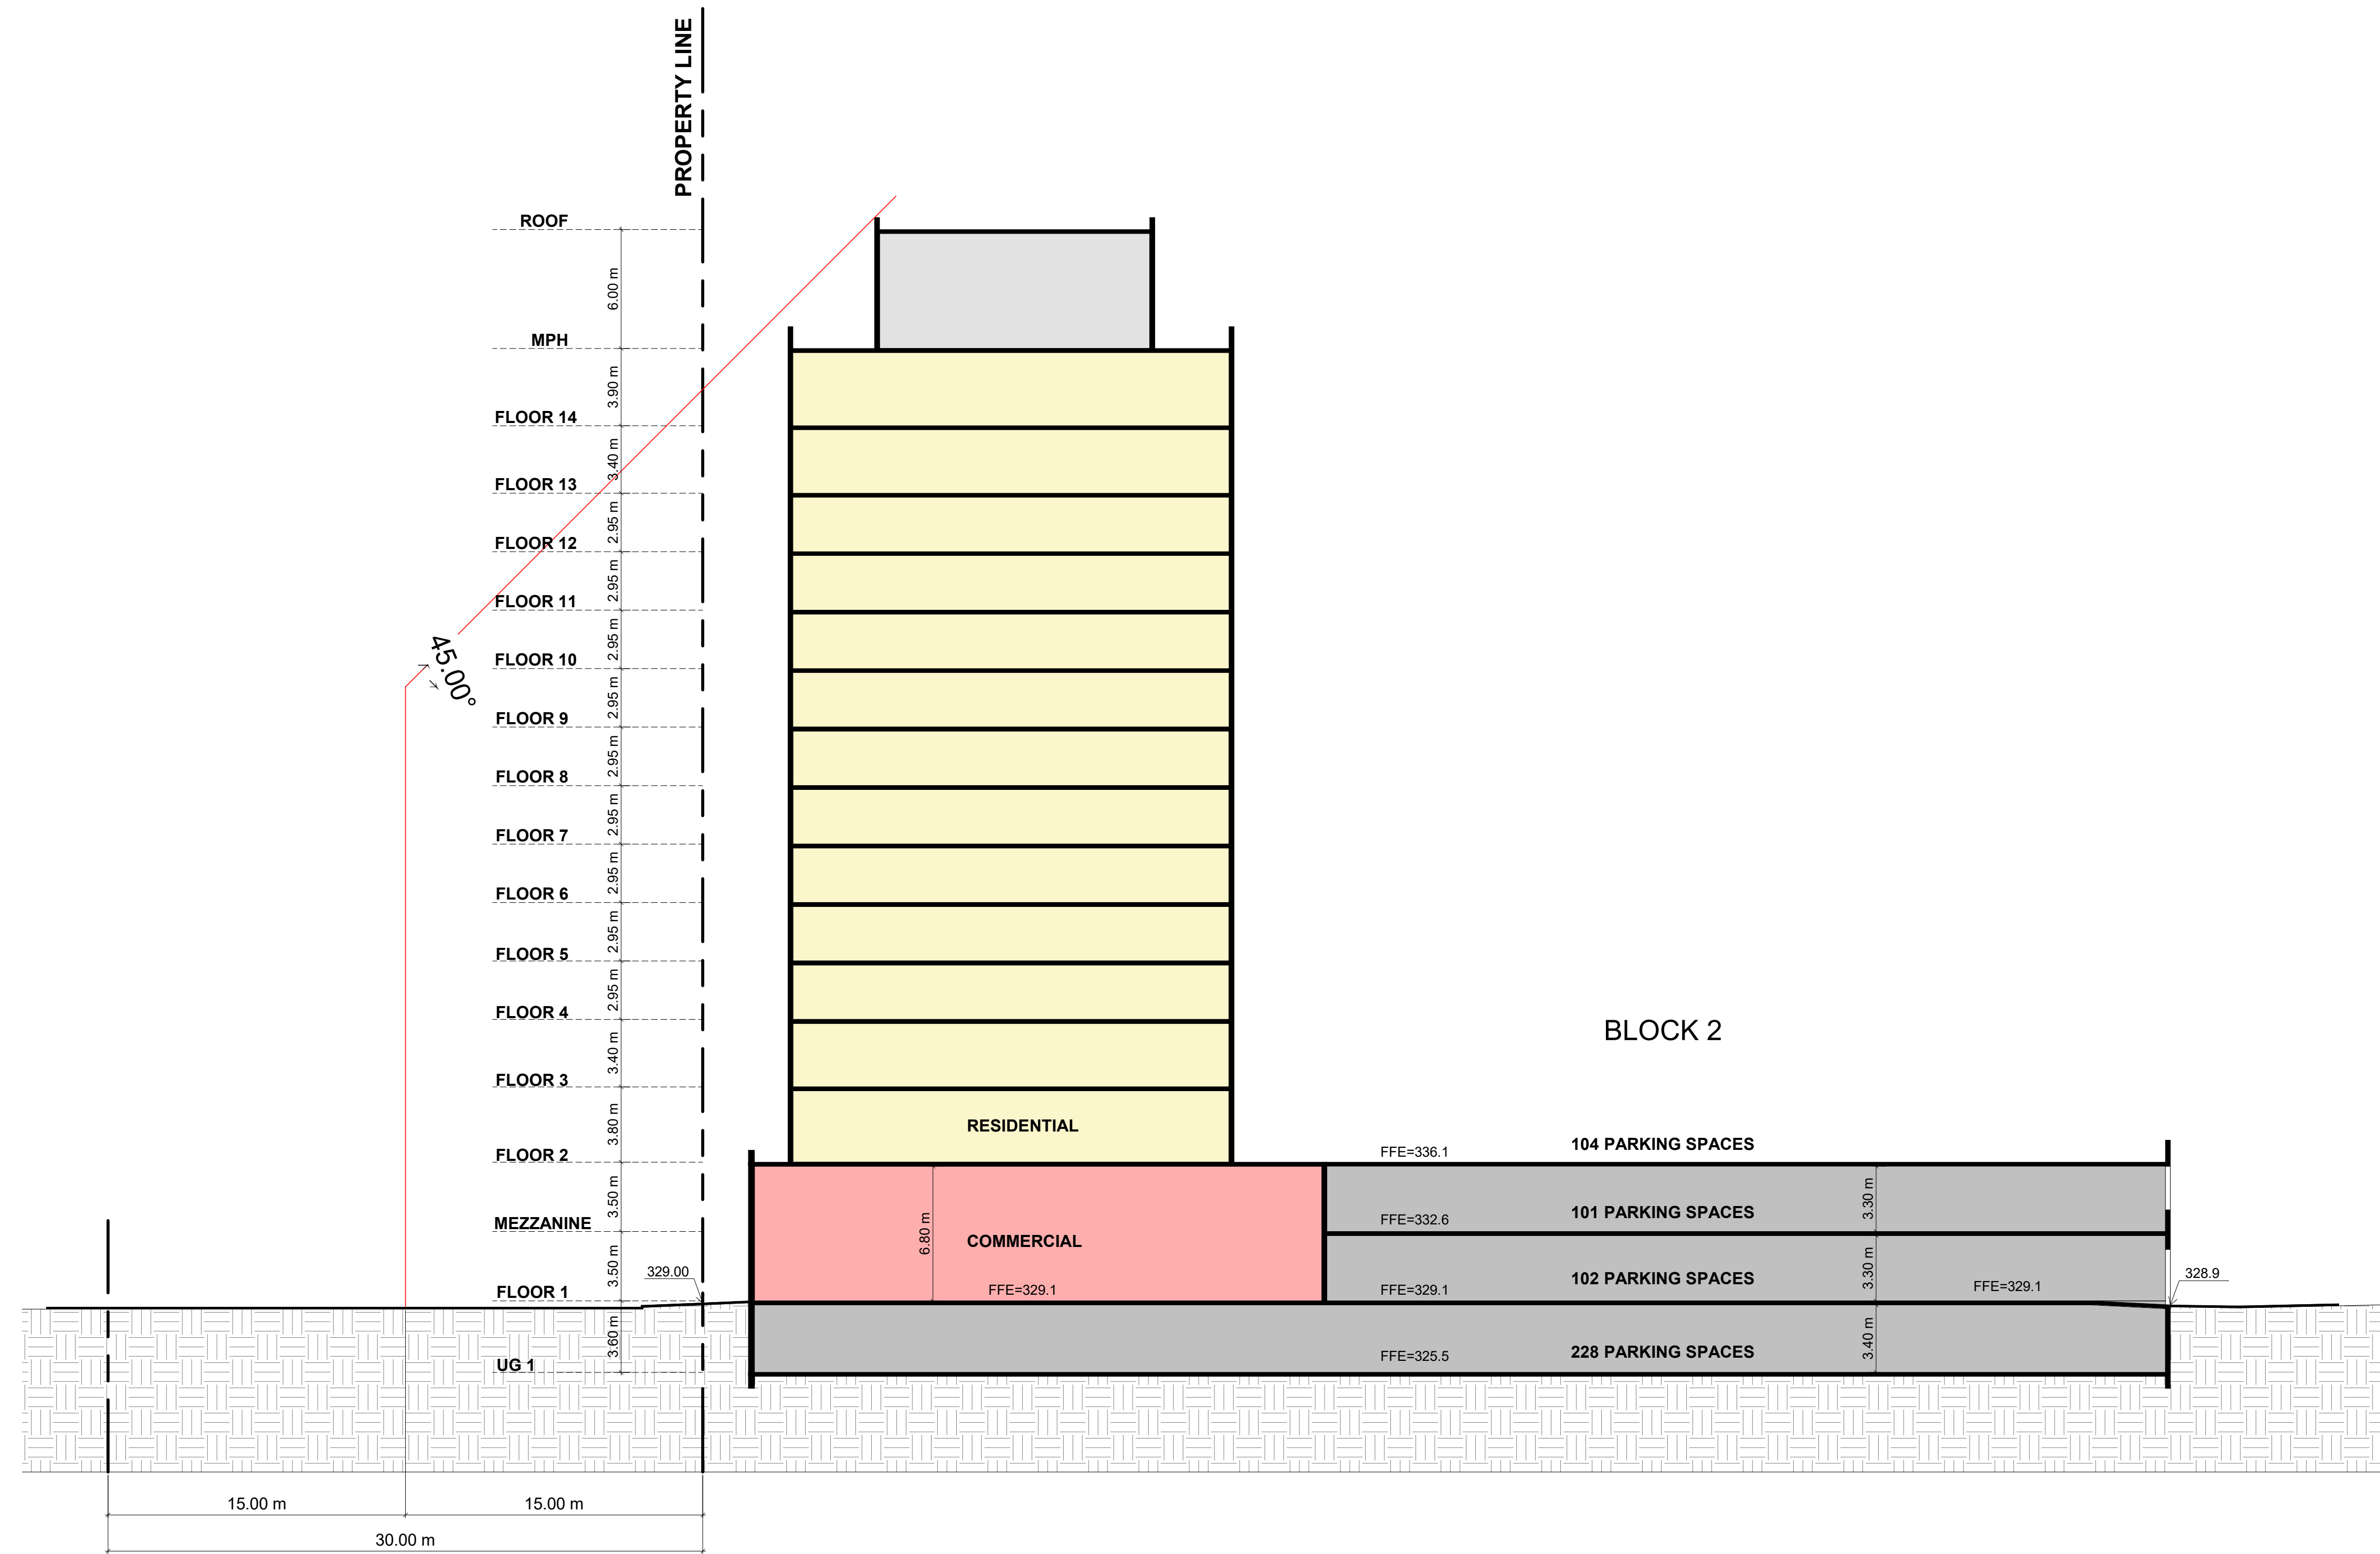 PROPERTY LINE
ROOF
6.00 m
MPH
3.90 m
FLOOR 14
3.40 m
FLOOR 13
2.95 m
FLOOR 12
2.95 m
FLOOR 11
2.95 m
FLOOR 10
2.95 m
FLOOR 9
2.95 m
FLOOR 8
2.95 m
FLOOR 7
2.95 m
FLOOR 6
2.95 m
FLOOR 5
2.95 m
FLOOR 4
3.40 m
FLOOR 3
3.80 m
FLOOR 2
3.50 m
MEZZANINE
3.50 m
FLOOR 1
3.60 m
UG 1
45.00°
329.00
BLOCK 2
RESIDENTIAL
COMMERCIAL
6.80 m
FFE=329.1
FFE=336.1
104 PARKING SPACES
FFE=332.6
101 PARKING SPACES
3.30 m
FFE=329.1
102 PARKING SPACES
3.30 m
FFE=329.1
328.9
FFE=325.5
228 PARKING SPACES
3.40 m
15.00 m
15.00 m
30.00 m